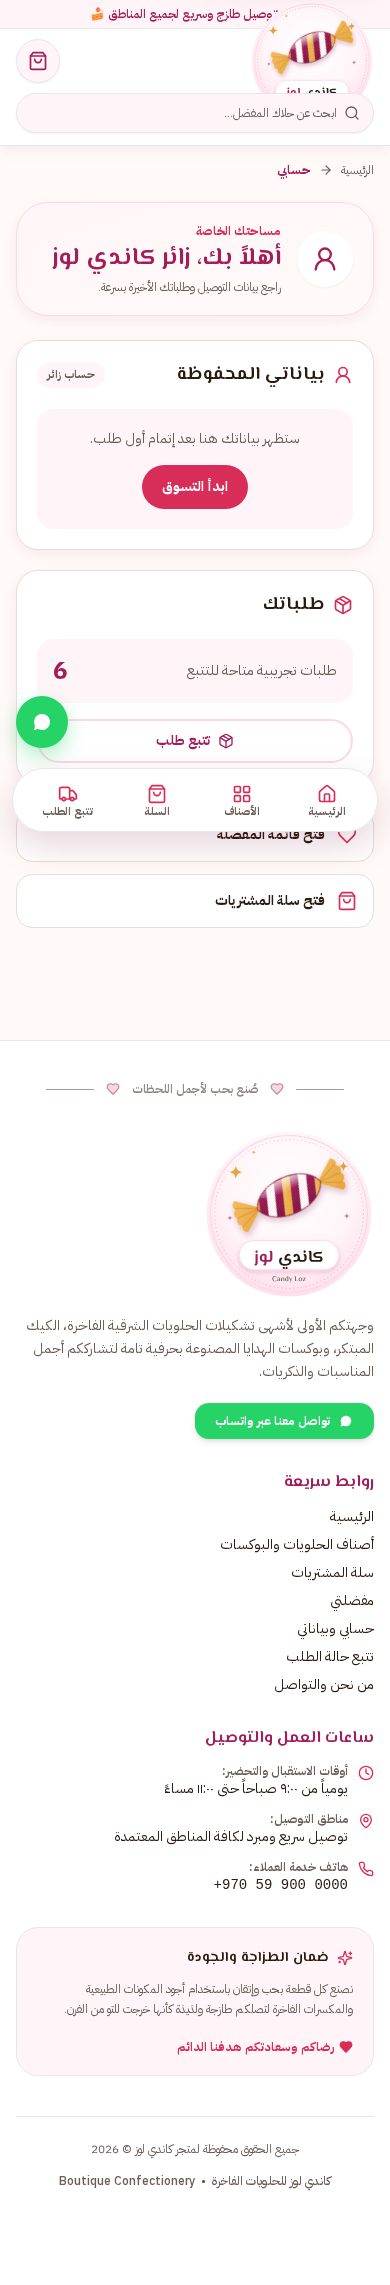 توصيل طازج وسريع لجميع المناطق
كاندي لوز
ابحث عن حلاك المفضل...
الرئيسية
حسابي
مساحتك الخاصة
أهلاً بك، زائر كاندي لوز
راجع بيانات التوصيل وطلباتك الأخيرة بسرعة.
بياناتي المحفوظة
حساب زائر
ستظهر بياناتك هنا بعد إتمام أول طلب.
ابدأ التسوق
طلباتك
طلبات تجريبية متاحة للتتبع
6
تتبع طلب
الرئيسية
الأصناف
السلة
تتبع الطلب
فتح قائمة المفضلة
فتح سلة المشتريات
صُنع بحب لأجمل اللحظات
كاندي لوز
Candy Loz
وجهتكم الأولى لأشهى تشكيلات الحلويات الشرقية الفاخرة، الكيك
المبتكر، وبوكسات الهدايا المصنوعة بحرفية تامة لتشارككم أجمل
المناسبات والذكريات.
تواصل معنا عبر واتساب
روابط سريعة
الرئيسية
أصناف الحلويات والبوكسات
سلة المشتريات
مفضلتي
حسابي وبياناتي
تتبع حالة الطلب
من نحن والتواصل
ساعات العمل والتوصيل
أوقات الاستقبال والتحضير:
يومياً من ٩:٠٠ صباحاً حتى ١١:٠٠ مساءً
مناطق التوصيل:
توصيل سريع ومبرد لكافة المناطق المعتمدة
هاتف خدمة العملاء:
+970 59 900 0000
ضمان الطزاجة والجودة
نصنع كل قطعة بحب وإتقان باستخدام أجود المكونات الطبيعية
والمكسرات الفاخرة لتصلكم طازجة ولذيذة كأنها خرجت للتو من الفرن.
رضاكم وسعادتكم هدفنا الدائم
جميع الحقوق محفوظة لمتجر كاندي لوز © 2026
كاندي لوز للحلويات الفاخرة • Boutique Confectionery